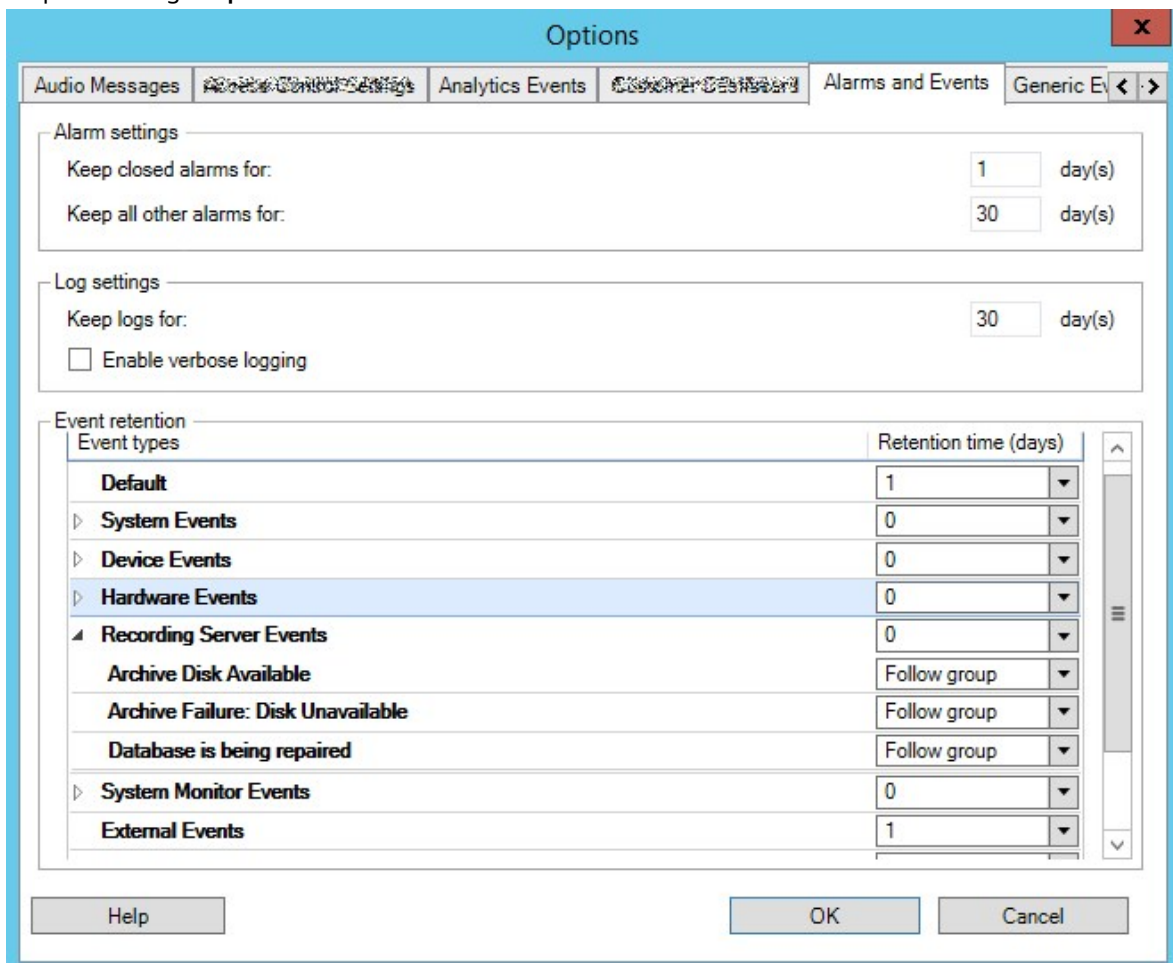 Options
x
Audio Messages Analytics Events Alarms and Events Generic Ev
Alarm settings
Keep closed alarms for: 1 day(s)
Keep all other alarms for: 30 day(s)
Log settings
Keep logs for: 30 day(s)
Enable verbose logging
Event retention
Event types Retention time (days)
Default 1
System Events 0
Device Events 0
Hardware Events 0
Recording Server Events 0
Archive Disk Available Follow group
Archive Failure: Disk Unavailable Follow group
Database is being repaired Follow group
System Monitor Events 0
External Events 1
Help OK Cancel